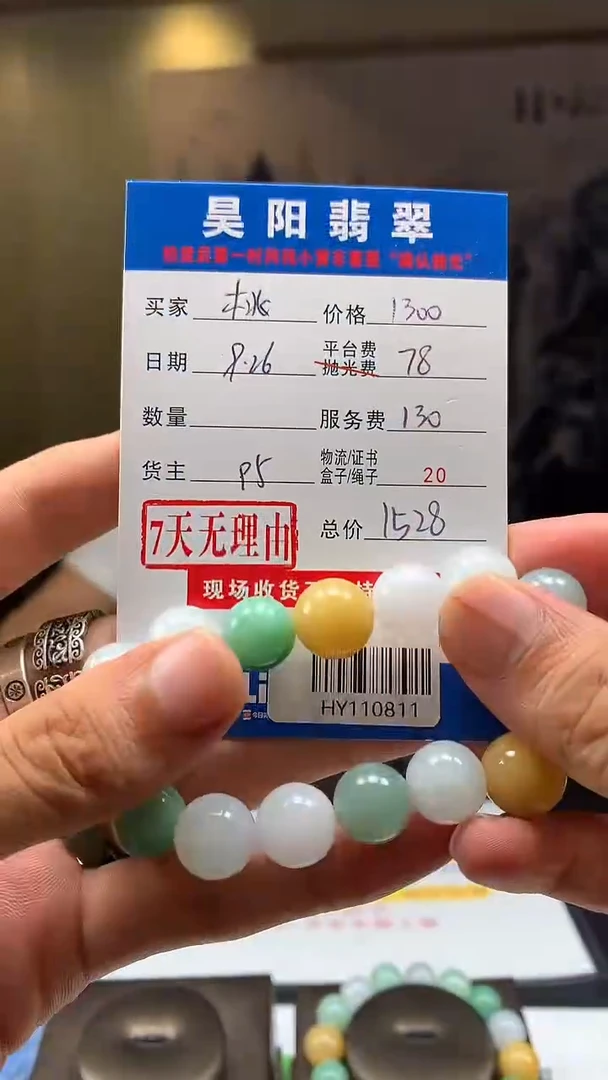 昊阳翡翠
买家 价格 1300
日期 8.26 平台费 抛光费 78
数量 服务费 130
货主 P5 物流/证书 盒子/绳子 20
7天无理由 总价 1528
现场收货
HY110811